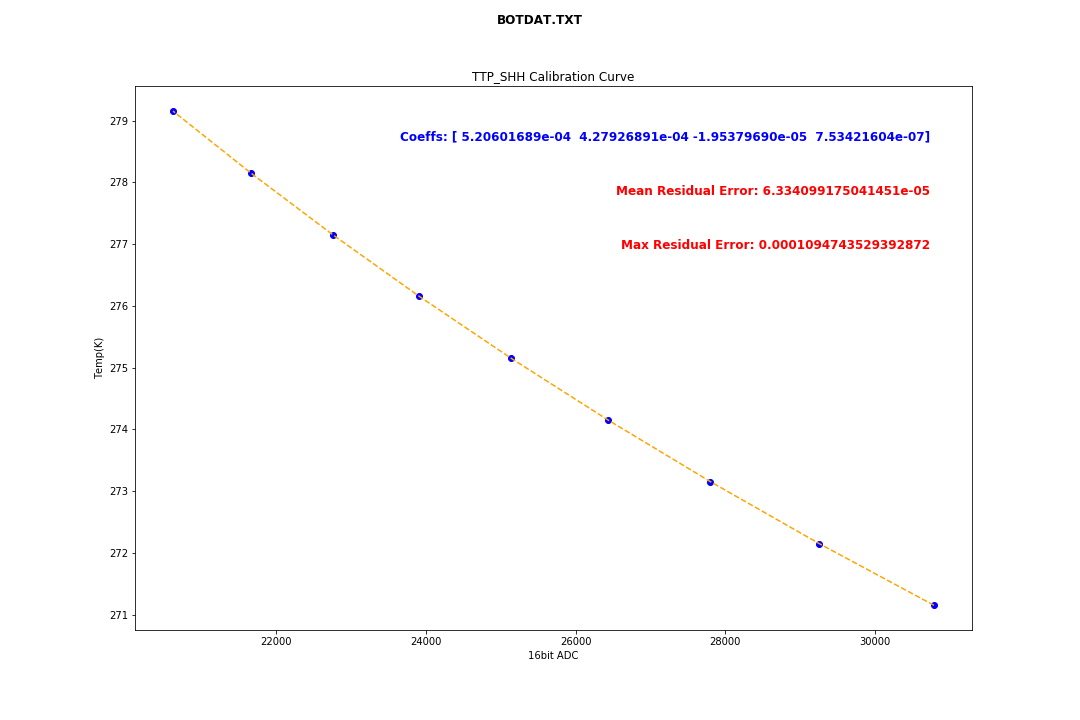 BOTDAT.TXT
TTP_SHH Calibration Curve
279
278
277
276
275
274
273
272
271
Temp(K)
Coeffs: [ 5.20601689e-04  4.27926891e-04 -1.95379690e-05  7.53421604e-07]
Mean Residual Error: 6.334099175041451e-05
Max Residual Error: 0.0001094743529392872
22000 24000 26000 28000 30000
16bit ADC